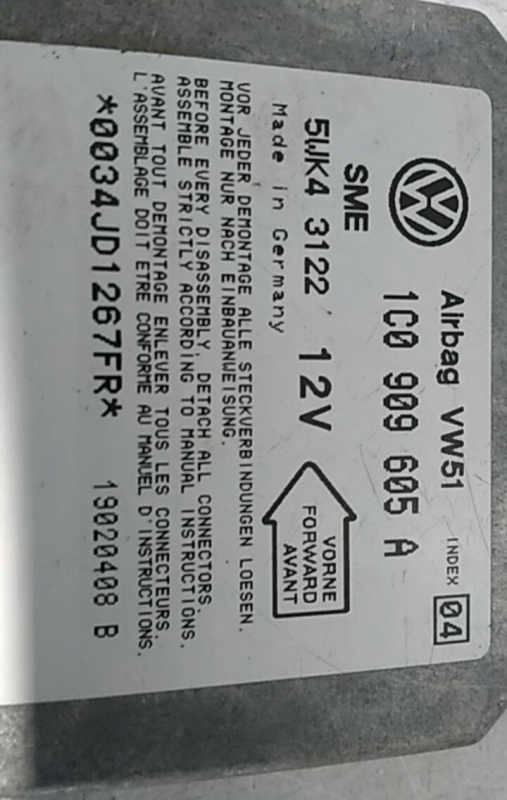 Airbag VW51 INDEX 04
1C0 909 605 A
SME
5WK4 3122 12V
Made in Germany
VORNE
FORWARD
AVANT
VOR JEDER DEMONTAGE ALLE STECKVERBINDUNGEN LOESEN.
MONTAGE NUR NACH EINBAUANWEISUNG.
BEFORE EVERY DISASSEMBLY, DETACH ALL CONNECTORS.
ASSEMBLE STRICTLY ACCORDING TO MANUAL INSTRUCTIONS.
AVANT TOUT DEMONTAGE ENLEVER TOUS LES CONNECTEURS.
L'ASSEMBLAGE DOIT ETRE CONFORME AU MANUEL D'INSTRUCTIONS.
*0034JD1267FR* 19020408 B